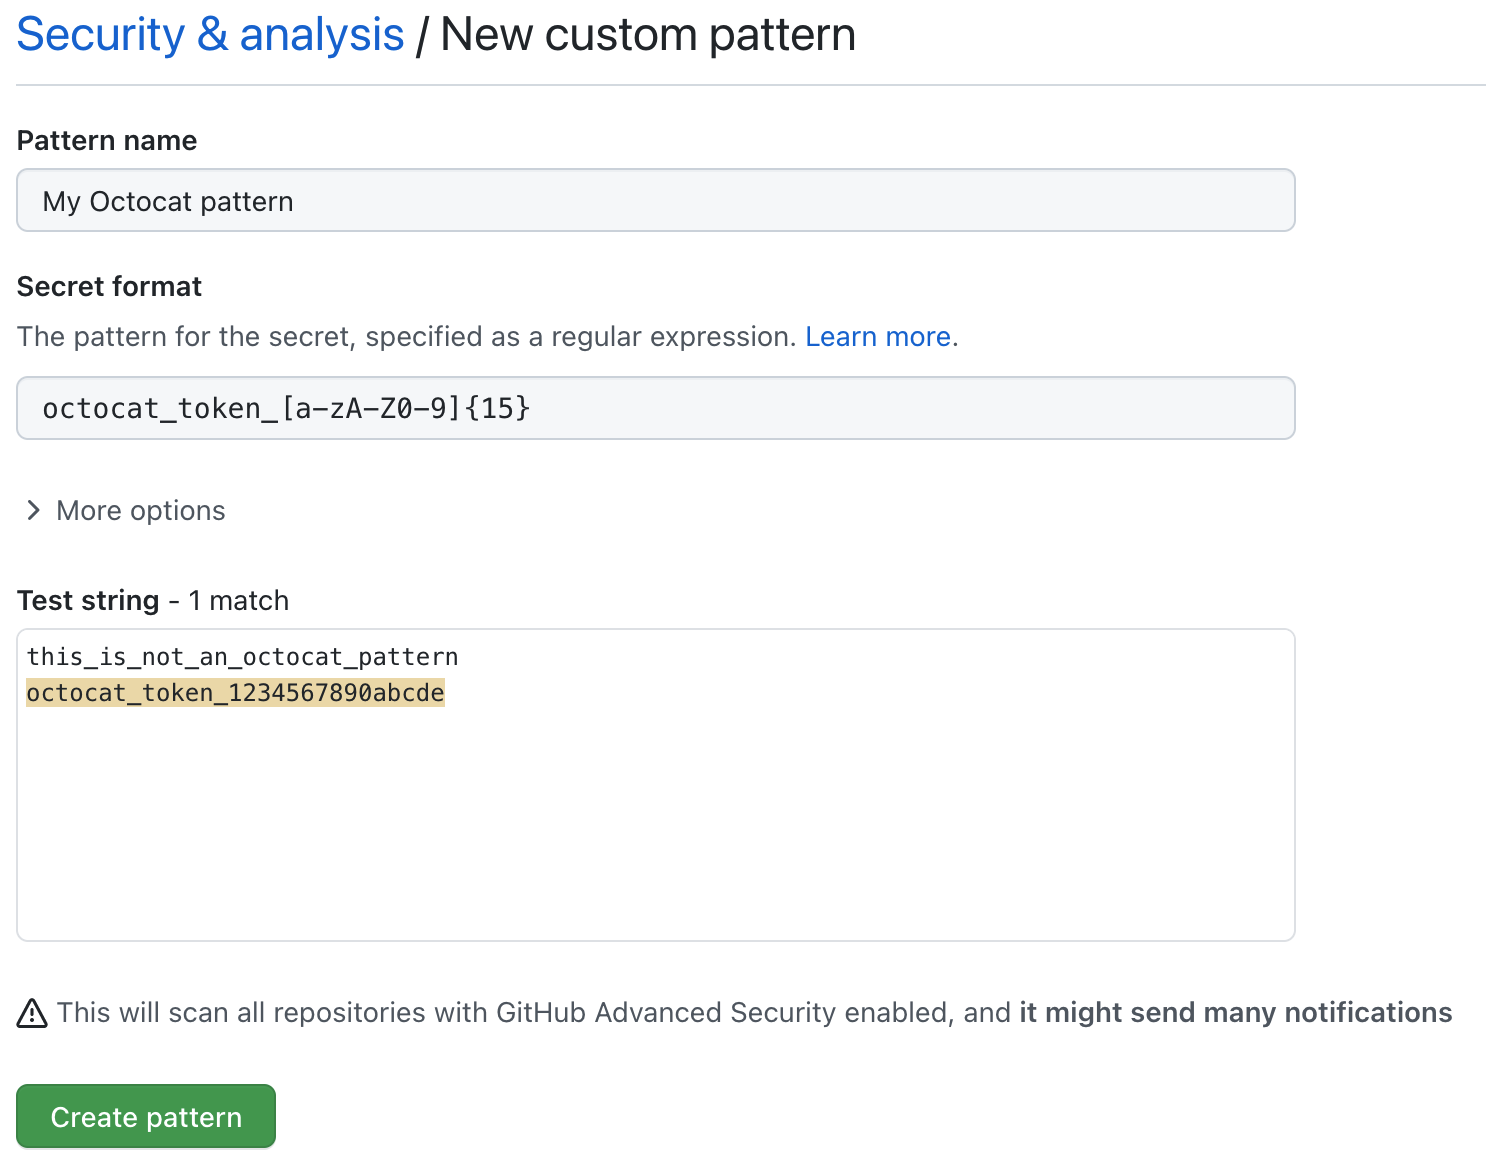 Security & analysis / New custom pattern
Pattern name
My Octocat pattern
Secret format
The pattern for the secret, specified as a regular expression. Learn more.
octocat_token_[a-zA-Z0-9]{15}
More options
Test string - 1 match
this_is_not_an_octocat_pattern
octocat_token_1234567890abcde
This will scan all repositories with GitHub Advanced Security enabled, and it might send many notifications
Create pattern